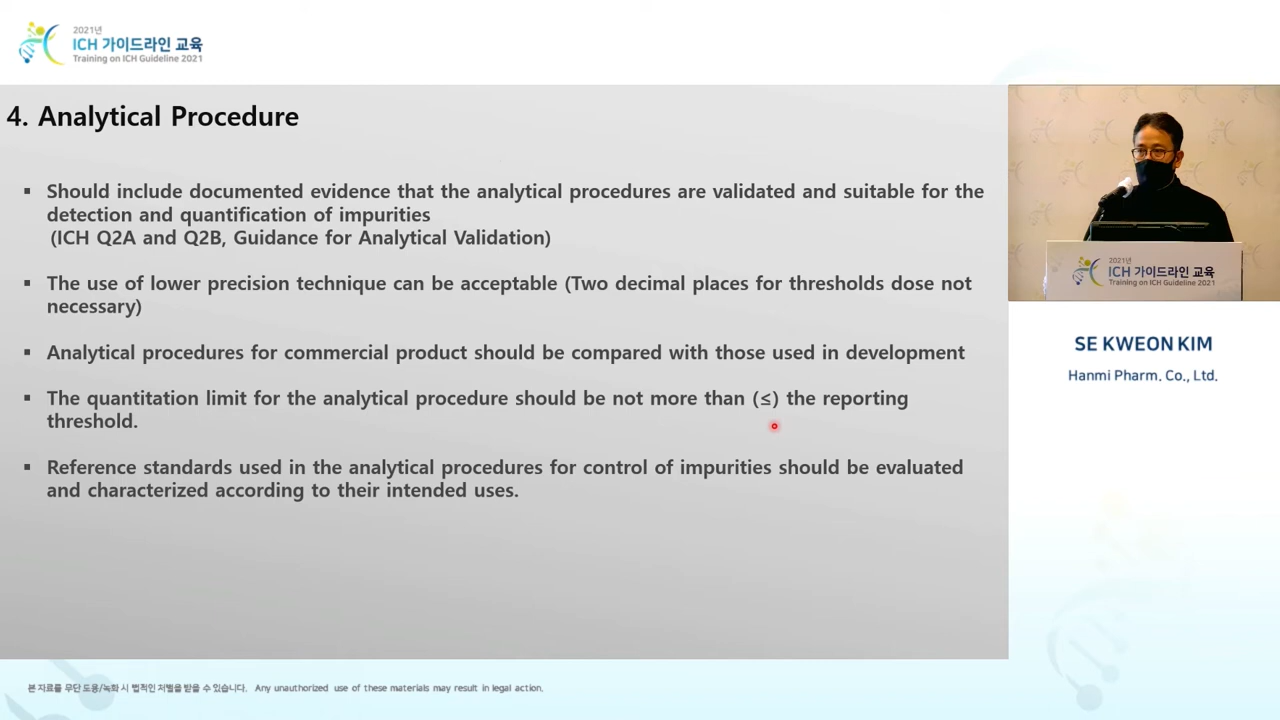 2021년
ICH 가이드라인 교육
Training on ICH Guideline 2021
4. Analytical Procedure
▪ Should include documented evidence that the analytical procedures are validated and suitable for the
detection and quantification of impurities
(ICH Q2A and Q2B, Guidance for Analytical Validation)
▪ The use of lower precision technique can be acceptable (Two decimal places for thresholds dose not
necessary)
▪ Analytical procedures for commercial product should be compared with those used in development
▪ The quantitation limit for the analytical procedure should be not more than (≤) the reporting
threshold.
▪ Reference standards used in the analytical procedures for control of impurities should be evaluated
and characterized according to their intended uses.
2021년
ICH 가이드라인 교육
Training on ICH Guideline 2021
SE KWEON KIM
Hanmi Pharm. Co., Ltd.
본 자료를 무단 도용/녹화 시 법적인 처벌을 받을 수 있습니다. Any unauthorized use of these materials may result in legal action.